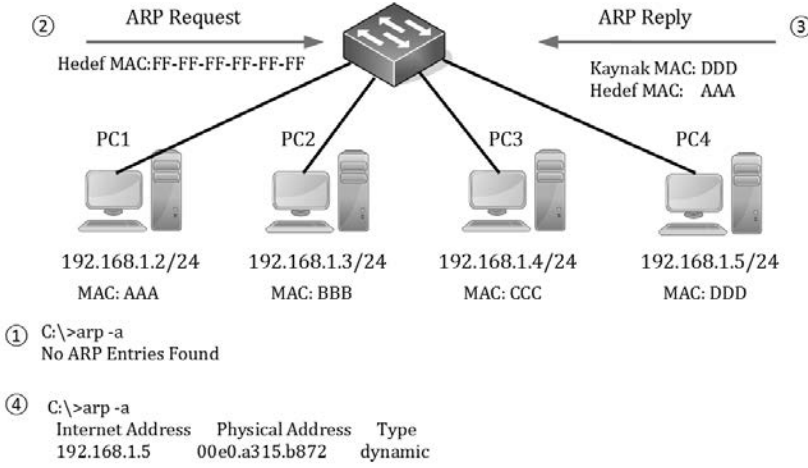 ② ARP Request
Hedef MAC:FF-FF-FF-FF-FF-FF
ARP Reply ③
Kaynak MAC: DDD
Hedef MAC: AAA
PC1 PC2 PC3 PC4
192.168.1.2/24 192.168.1.3/24 192.168.1.4/24 192.168.1.5/24
MAC: AAA MAC: BBB MAC: CCC MAC: DDD
① C:\>arp -a
No ARP Entries Found
④ C:\>arp -a
Internet Address Physical Address Type
192.168.1.5 00e0.a315.b872 dynamic